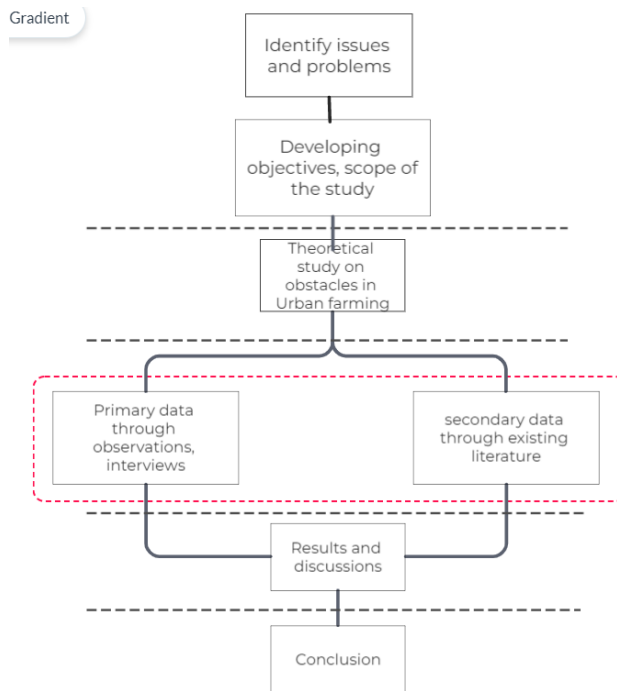 Gradient
Identify issues
and problems
Developing
objectives, scope of
the study
Theoretical
study on
obstacles in
Urban farming
Primary data
through
observations,
interviews
secondary data
through existing
literature
Results and
discussions
Conclusion